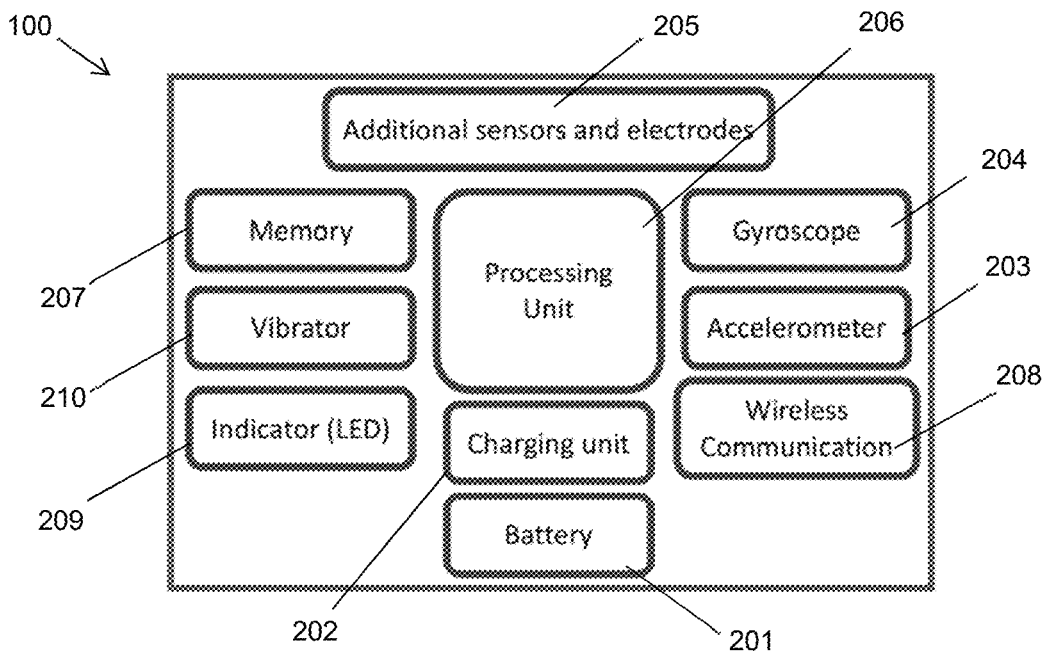 100
205
206
Additional sensors and electrodes
204
Memory
Gyroscope
Processing
Unit
207
203
Vibrator
Accelerometer
210
208
Indicator (LED)
Wireless
Communication
Charging unit
209
Battery
202
201